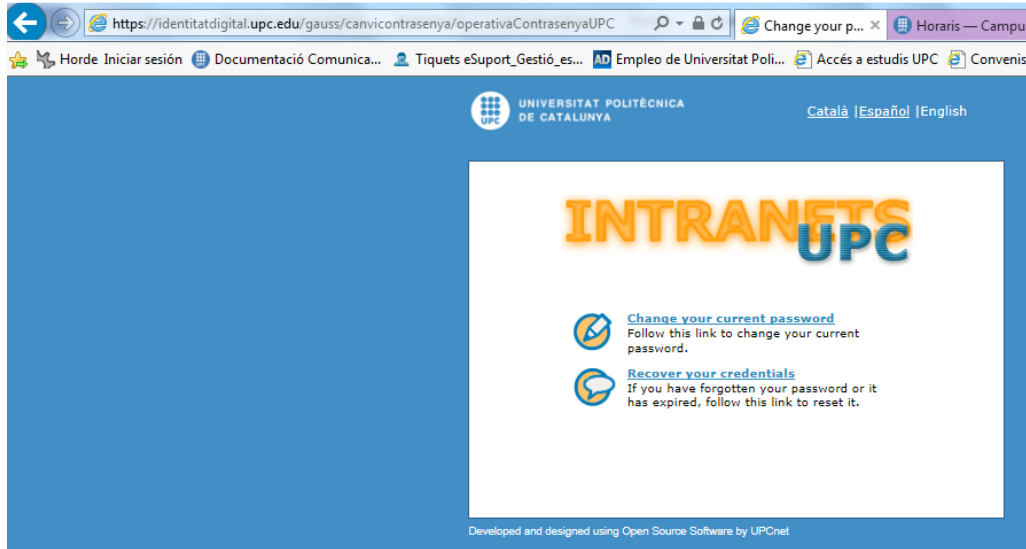 https://identitatdigital.upc.edu/gauss/canvicontrasenya/operativaContrasenyaUPC
Change your p...
Horaris — Campu
Horde Iniciar sesión
Documentació Comunica...
Tiquets eSuport_Gestió_es...
AD Empleo de Universitat Poli...
Accés a estudis UPC
Convenis
UPC
UNIVERSITAT POLITÈCNICA
DE CATALUNYA
Català |Español |English
INTRANETS
UPC
Change your current password
Follow this link to change your current
password.
Recover your credentials
If you have forgotten your password or it
has expired, follow this link to reset it.
Developed and designed using Open Source Software by UPCnet